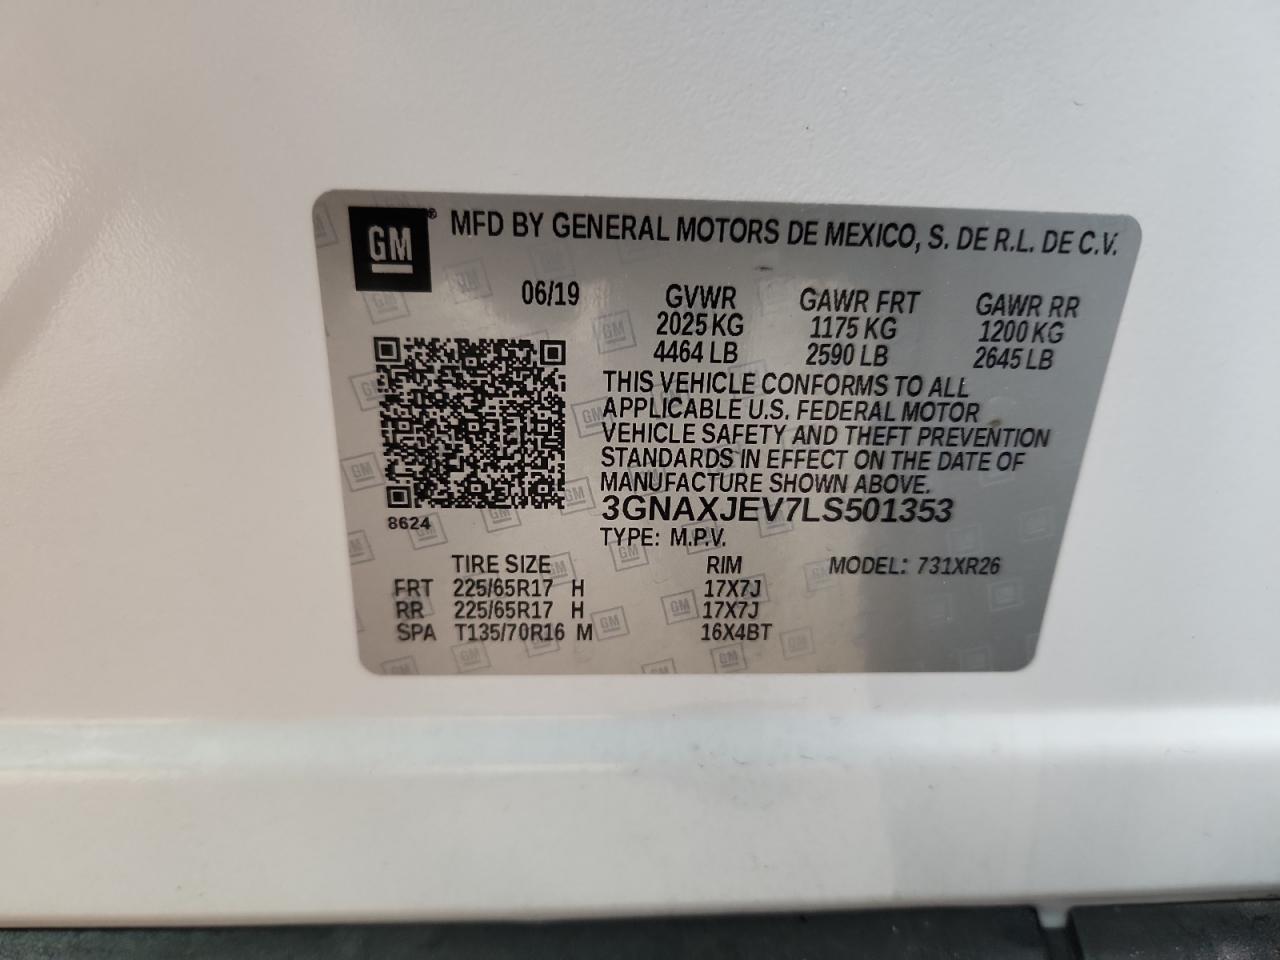 GM® MFD BY GENERAL MOTORS DE MEXICO, S. DE R.L. DE C.V.
06/19 GVWR GAWR FRT GAWR RR
2025 KG 1175 KG 1200 KG
4464 LB 2590 LB 2645 LB
THIS VEHICLE CONFORMS TO ALL
APPLICABLE U.S. FEDERAL MOTOR
VEHICLE SAFETY AND THEFT PREVENTION
STANDARDS IN EFFECT ON THE DATE OF
MANUFACTURE SHOWN ABOVE.
3GNAXJEV7LS501353
8624
TYPE: M.P.V.
TIRE SIZE RIM MODEL: 731XR26
FRT 225/65R17 H 17X7J
RR 225/65R17 H 17X7J
SPA T135/70R16 M 16X4BT